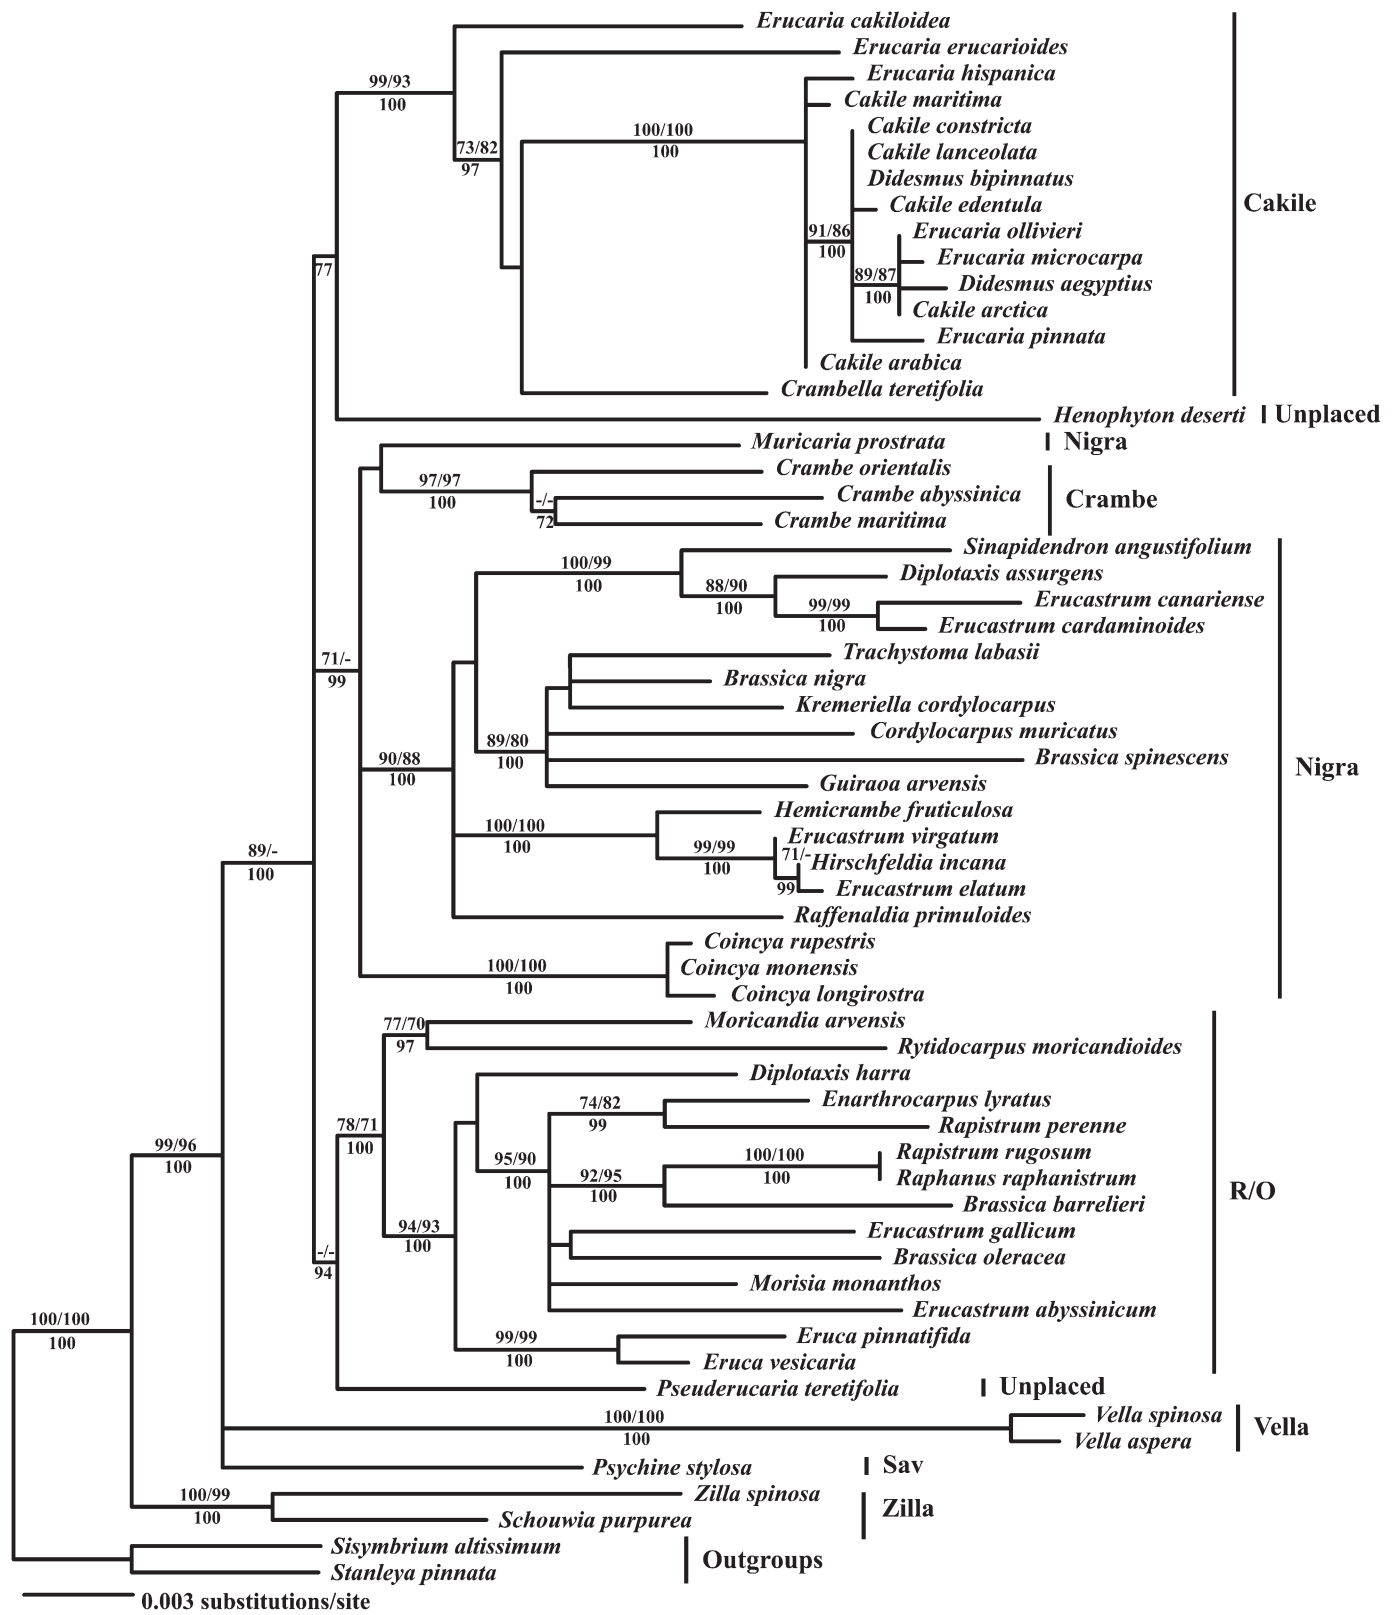 Erucaria cakiloidea
Erucaria erucarioides
99/93
100
Erucaria hispanica
Cakile maritima
100/100
100
Cakile constricta
73/82
97
Cakile lanceolata
Didesmus bipinnatus
Cakile edentula
Cakile
91/86
100
Erucaria ollivieri
Erucaria microcarpa
77
89/87
100
Didesmus aegyptius
Cakile arctica
Erucaria pinnata
Cakile arabica
Crambella teretifolia
Henophyton deserti
Unplaced
Muricaria prostrata
Nigra
Crambe orientalis
97/97
100
Crambe abyssinica
Crambe
-/-
72
Crambe maritima
Sinapidendron angustifolium
100/99
100
Diplotaxis assurgens
88/90
100
Erucastrum canariense
99/99
100
Erucastrum cardaminoides
Trachystoma labasii
71/-
99
Brassica nigra
Kremeriella cordylocarpus
Cordylocarpus muricatus
89/80
100
Brassica spinescens
90/88
100
Nigra
Guiraoa arvensis
Hemicrambe fruticulosa
100/100
100
Erucastrum virgatum
99/99
100
71/-
99
Hirschfeldia incana
89/-
100
Erucastrum elatum
Raffenaldia primuloides
Coincya rupestris
100/100
100
Coincya monensis
Coincya longirostra
77/70
97
Moricandia arvensis
Rytidocarpus moricandioides
Diplotaxis harra
74/82
99
Enarthrocarpus lyratus
78/71
100
Rapistrum perenne
99/96
100
95/90
100
100/100
100
Rapistrum rugosum
92/95
100
Raphanus raphanistrum
R/O
Brassica barrelieri
94/93
100
Erucastrum gallicum
-/-
94
Brassica oleracea
Morisia monanthos
Erucastrum abyssinicum
100/100
100
99/99
100
Eruca pinnatifida
Eruca vesicaria
Pseuderucaria teretifolia
Unplaced
100/100
100
Vella spinosa
Vella
Vella aspera
Psychine stylosa
Sav
100/99
100
Zilla spinosa
Zilla
Schouwia purpurea
Sisymbrium altissimum
Outgroups
Stanleya pinnata
0.003 substitutions/site